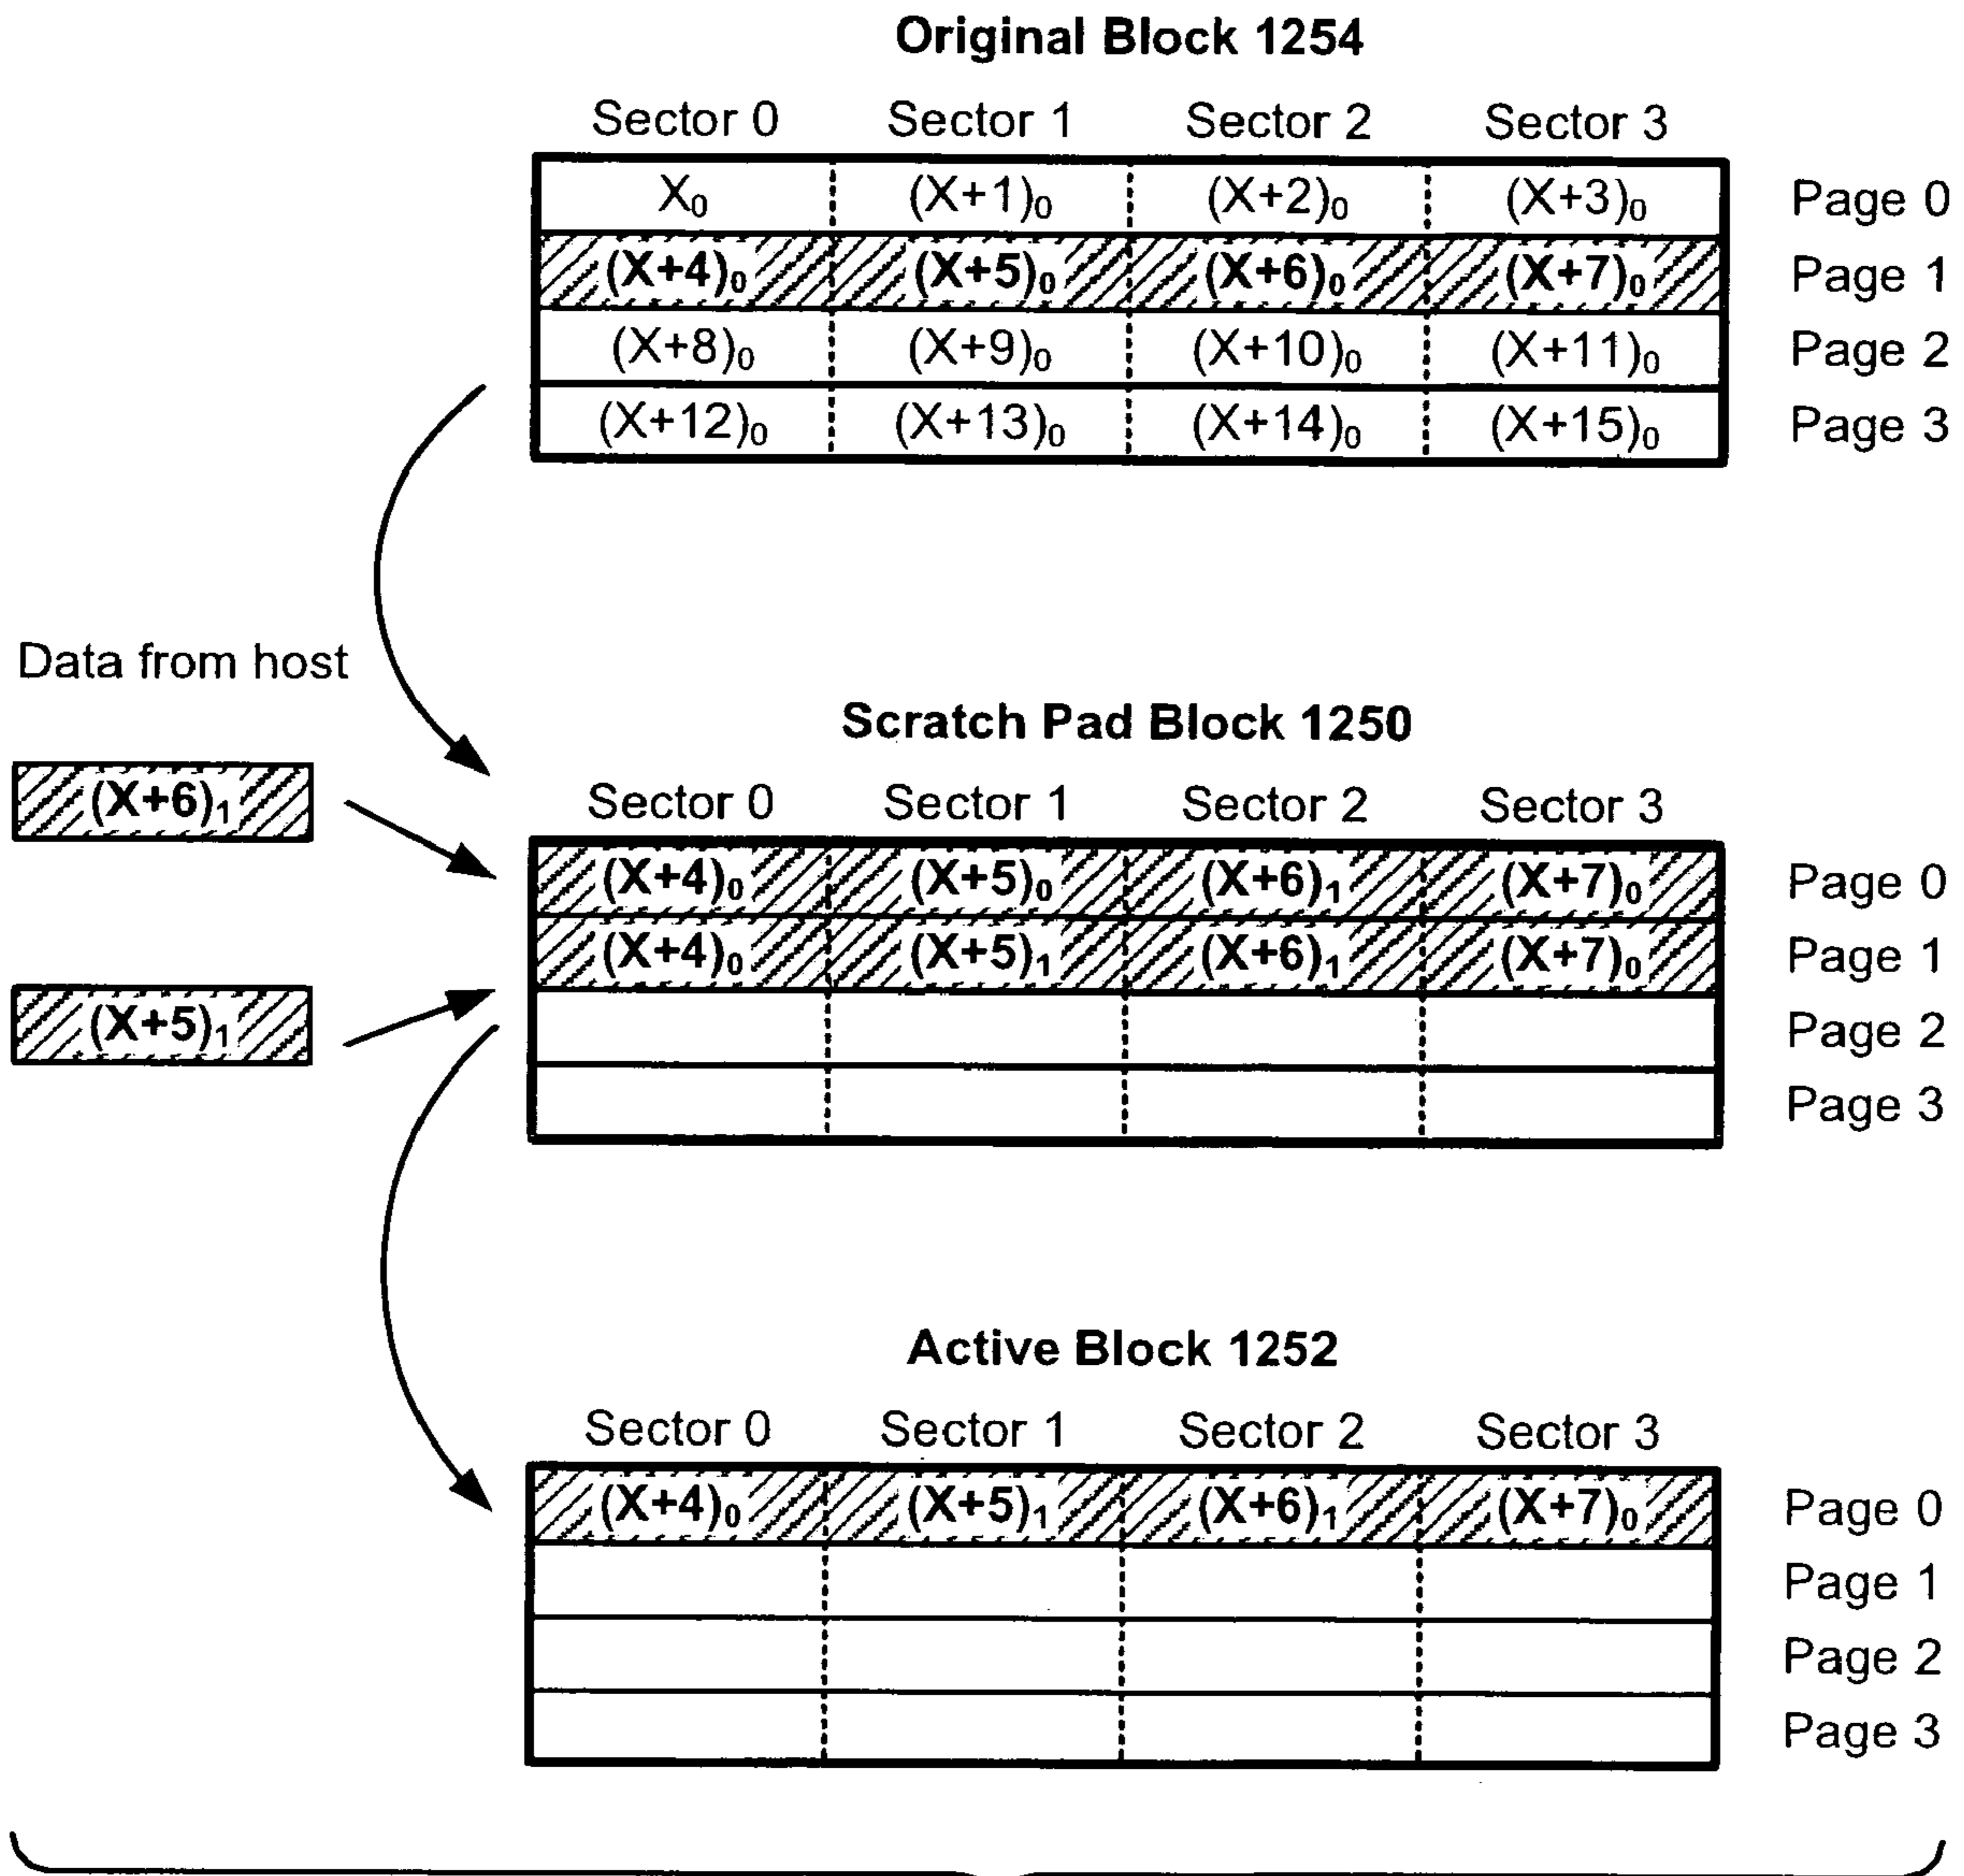 Original Block 1254
Sector 0 Sector 1 Sector 2 Sector 3
X₀ (X+1)₀ (X+2)₀ (X+3)₀ Page 0
(X+4)₀ (X+5)₀ (X+6)₀ (X+7)₀ Page 1
(X+8)₀ (X+9)₀ (X+10)₀ (X+11)₀ Page 2
(X+12)₀ (X+13)₀ (X+14)₀ (X+15)₀ Page 3
Data from host
(X+6)₁
(X+5)₁
Scratch Pad Block 1250
Sector 0 Sector 1 Sector 2 Sector 3
(X+4)₀ (X+5)₀ (X+6)₁ (X+7)₀ Page 0
(X+4)₀ (X+5)₁ (X+6)₁ (X+7)₀ Page 1
Page 2
Page 3
Active Block 1252
Sector 0 Sector 1 Sector 2 Sector 3
(X+4)₀ (X+5)₁ (X+6)₁ (X+7)₀ Page 0
Page 1
Page 2
Page 3